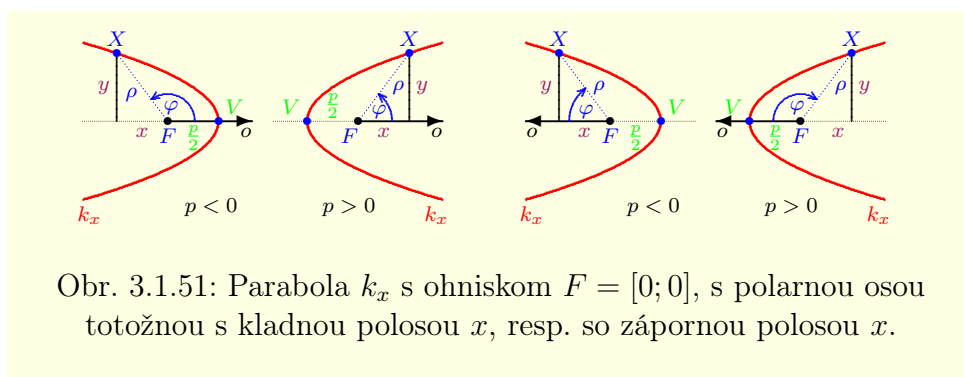 X X X X
y ρ φ V x F p/2 o
V p/2 ρ φ y F x o
ρ φ y o x F p/2 V
V ρ φ y o p/2 F x
k_x p < 0 p > 0 k_x k_x p < 0 p > 0 k_x
Obr. 3.1.51: Parabola k_x s ohniskom F = [0; 0], s polarnou osou
totožnou s kladnou polosou x, resp. so zápornou polosou x.